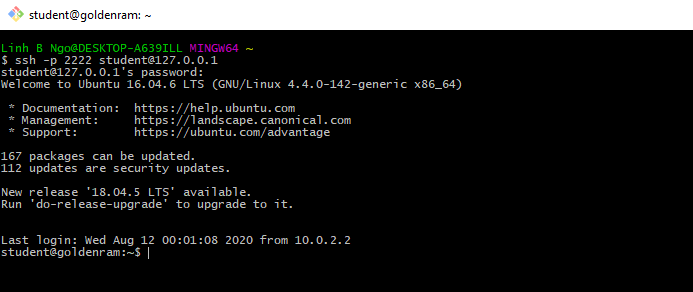 student@goldenram: ~
Linh B Ngo@DESKTOP-A639ILL MINGW64 ~
$ ssh -p 2222 student@127.0.0.1
student@127.0.0.1's password:
Welcome to Ubuntu 16.04.6 LTS (GNU/Linux 4.4.0-142-generic x86_64)
* Documentation:  https://help.ubuntu.com
* Management:     https://landscape.canonical.com
* Support:        https://ubuntu.com/advantage
167 packages can be updated.
112 updates are security updates.
New release '18.04.5 LTS' available.
Run 'do-release-upgrade' to upgrade to it.
Last login: Wed Aug 12 00:01:08 2020 from 10.0.2.2
student@goldenram:~$